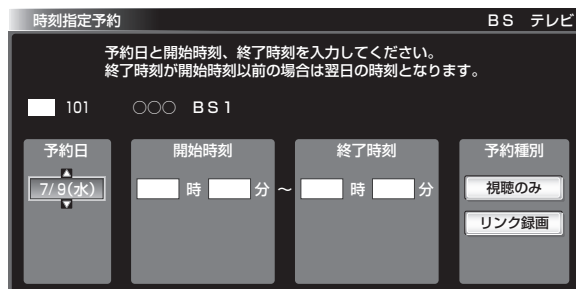 時刻指定予約 BS テレビ
予約日と開始時刻、終了時刻を入力してください。
終了時刻が開始時刻以前の場合は翌日の時刻となります。
101 ○○○ BS1
予約日 開始時刻 終了時刻 予約種別
7/ 9(水) 時 分 ~ 時 分 視聴のみ
リンク録画